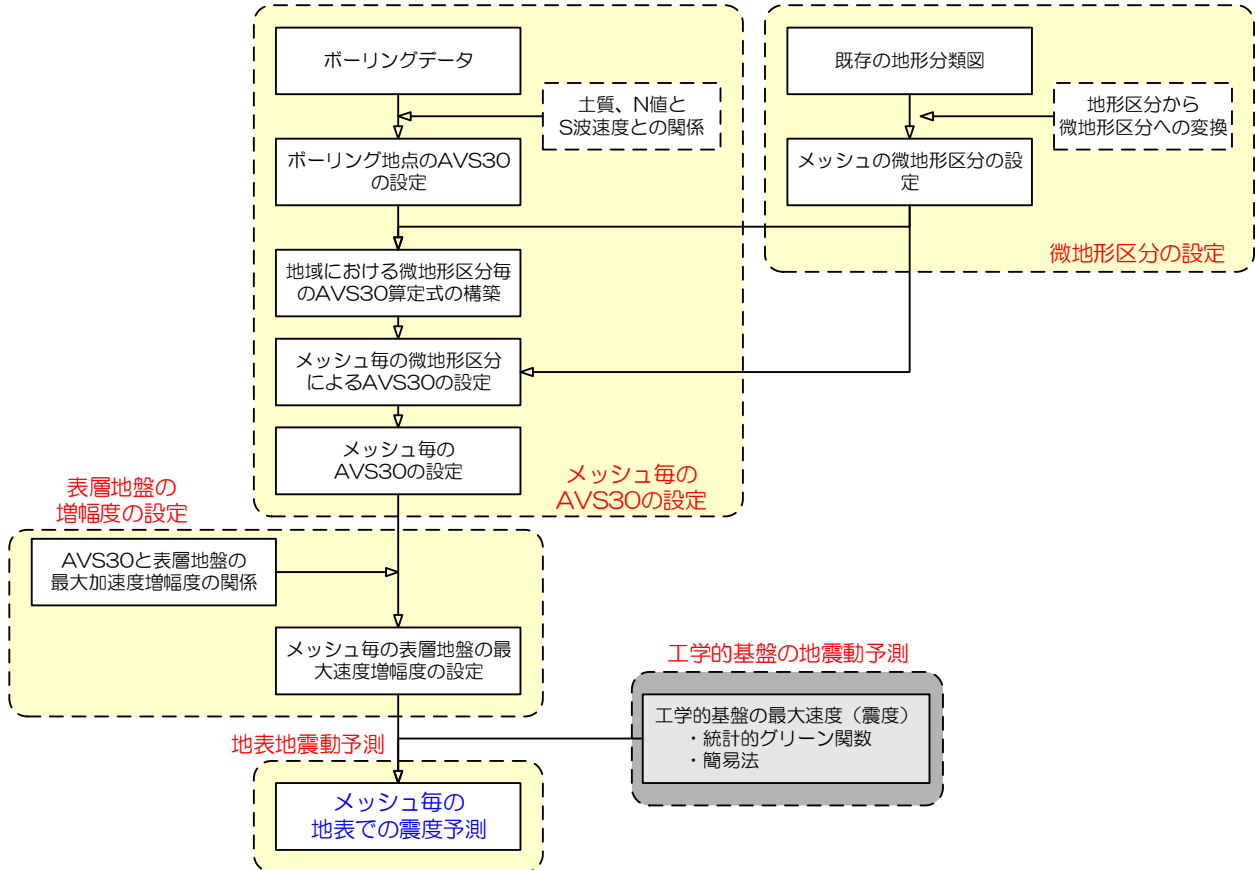 ボーリングデータ
土質、N値と
S波速度との関係
ボーリング地点のAVS30
の設定
地域における微地形区分毎
のAVS30算定式の構築
メッシュ毎の微地形区分
によるAVS30の設定
メッシュ毎の
AVS30の設定
メッシュ毎の
AVS30の設定
既存の地形分類図
地形区分から
微地形区分への変換
メッシュの微地形区分の設
定
微地形区分の設定
表層地盤の
増幅度の設定
AVS30と表層地盤の
最大加速度増幅度の関係
メッシュ毎の表層地盤の最
大速度増幅度の設定
工学的基盤の地震動予測
工学的基盤の最大速度（震度）
・統計的グリーン関数
・簡易法
地表地震動予測
メッシュ毎の
地表での震度予測